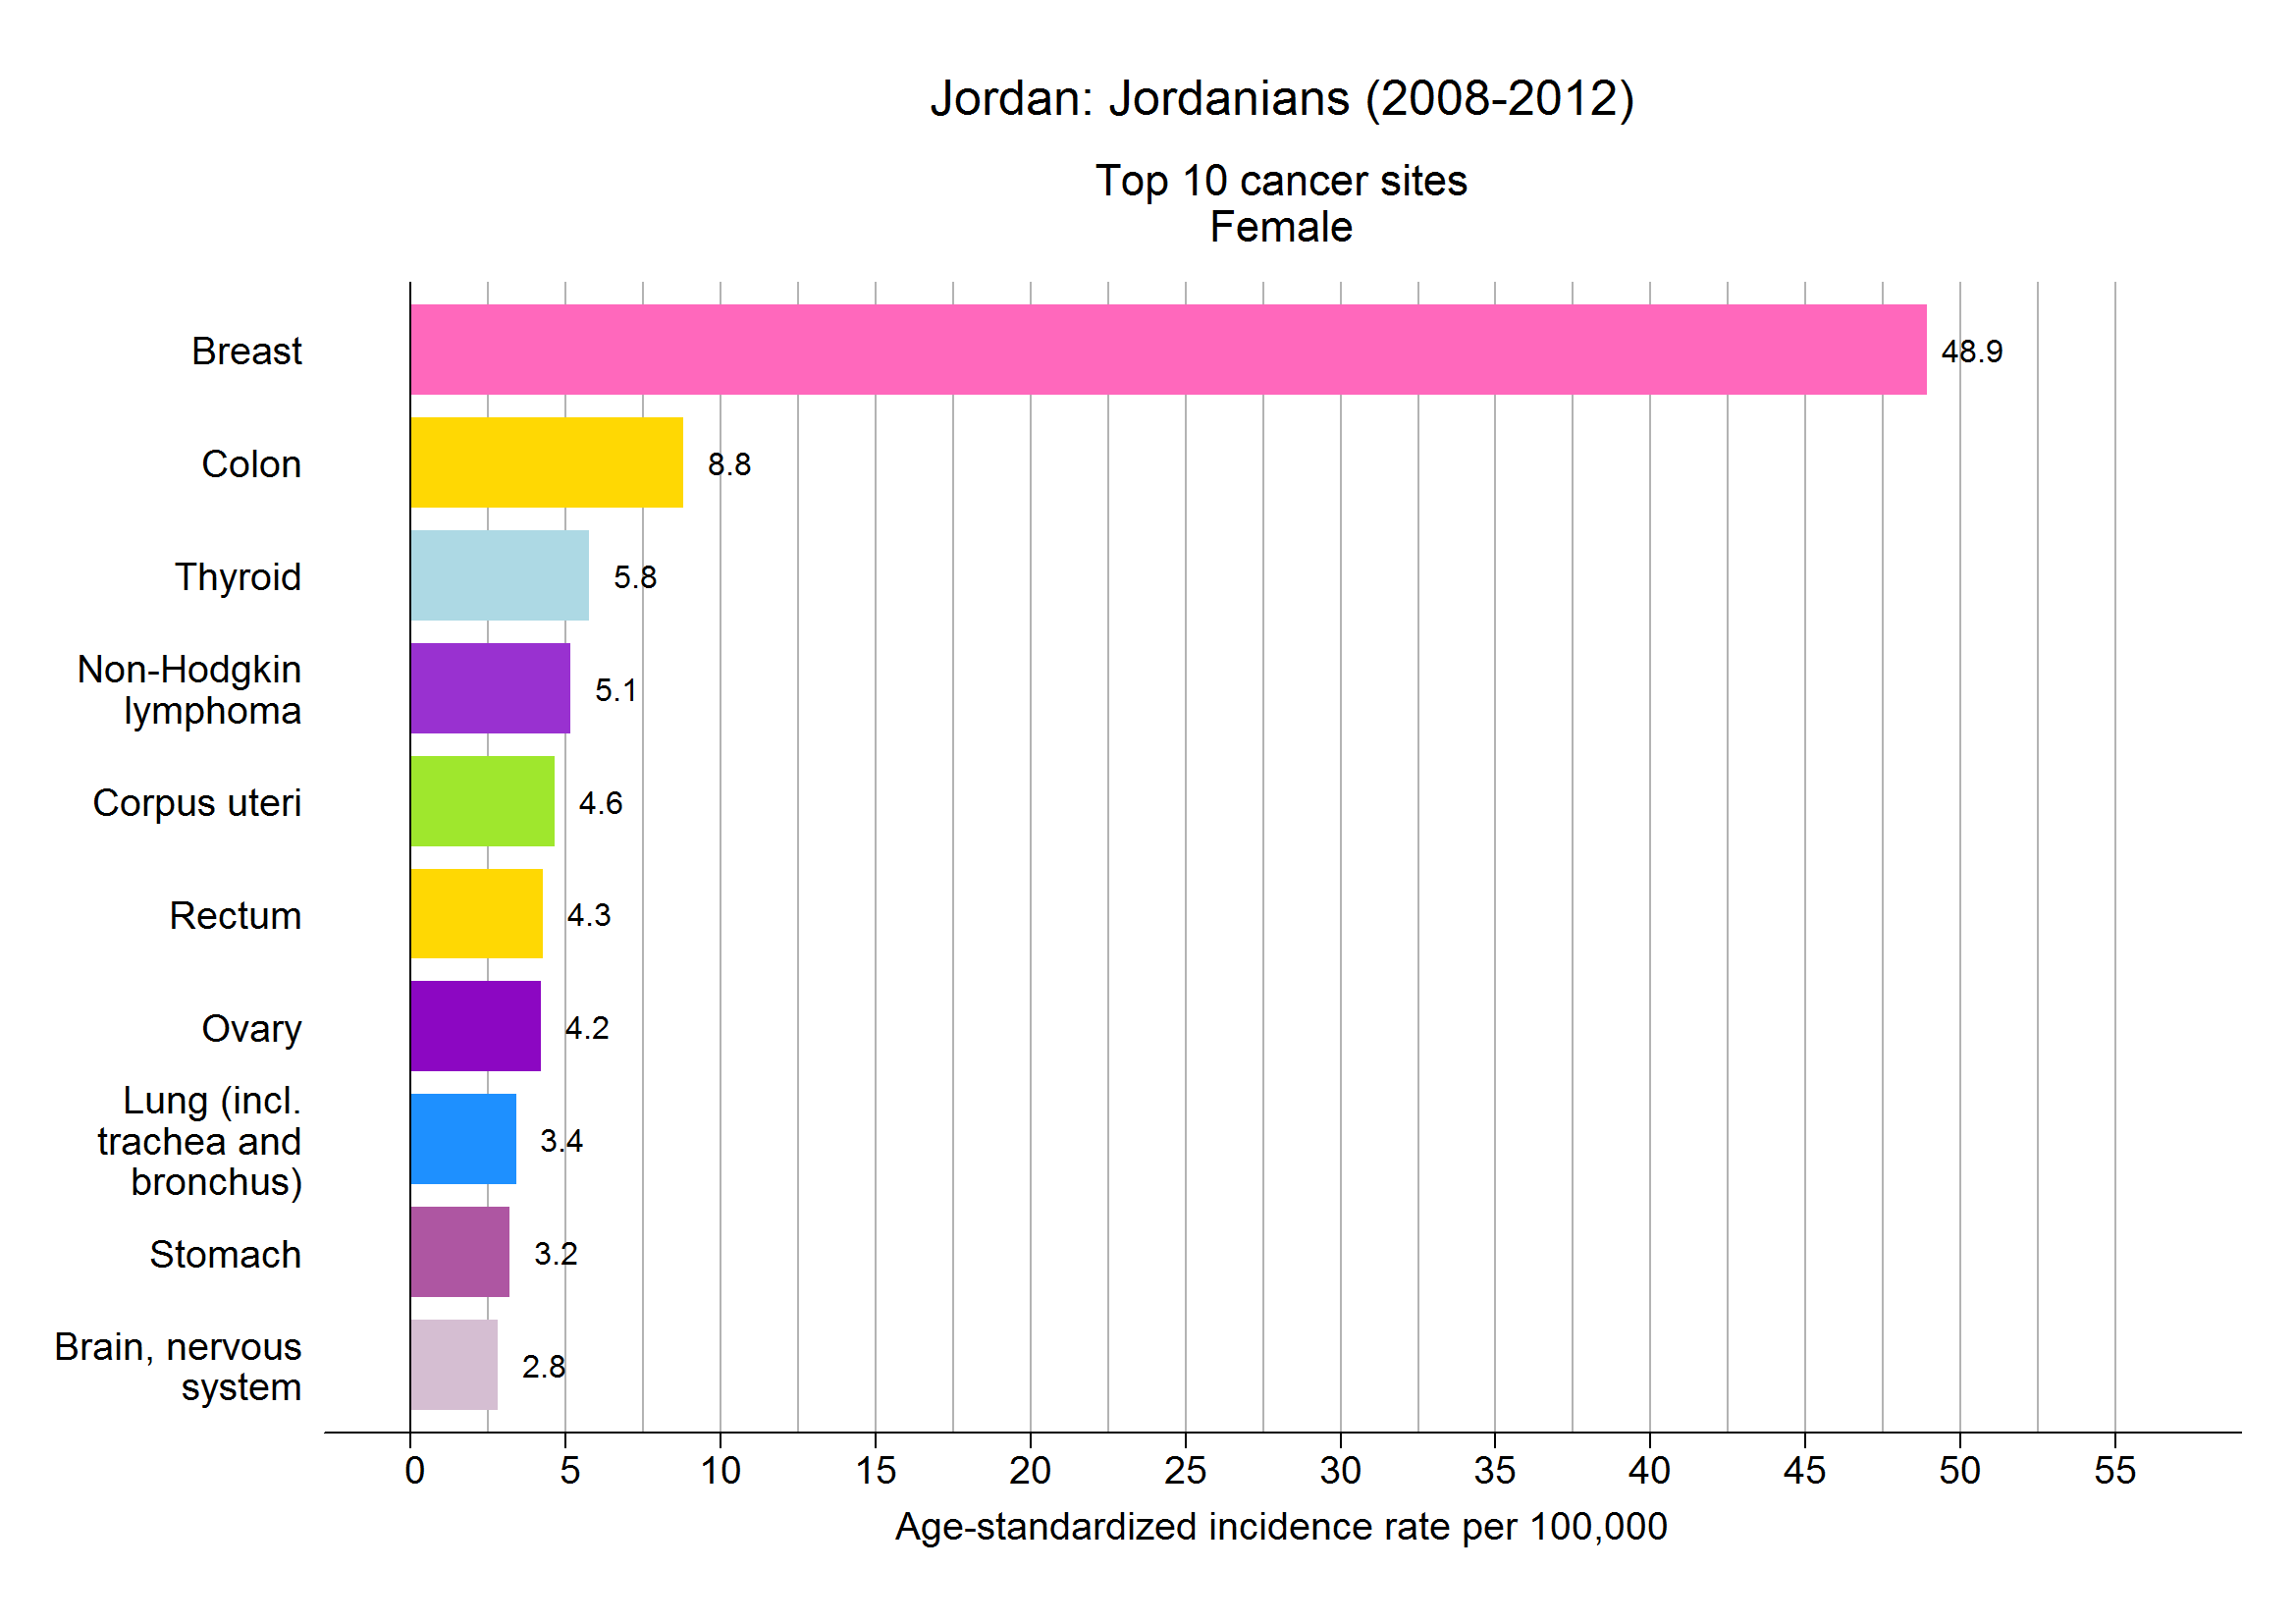 Jordan: Jordanians (2008-2012)
Top 10 cancer sites
Female
Breast
48.9
Colon
8.8
Thyroid
5.8
Non-Hodgkin
lymphoma
5.1
Corpus uteri
4.6
Rectum
4.3
Ovary
4.2
Lung (incl.
trachea and
bronchus)
3.4
Stomach
3.2
Brain, nervous
system
2.8
0 5 10 15 20 25 30 35 40 45 50 55
Age-standardized incidence rate per 100,000